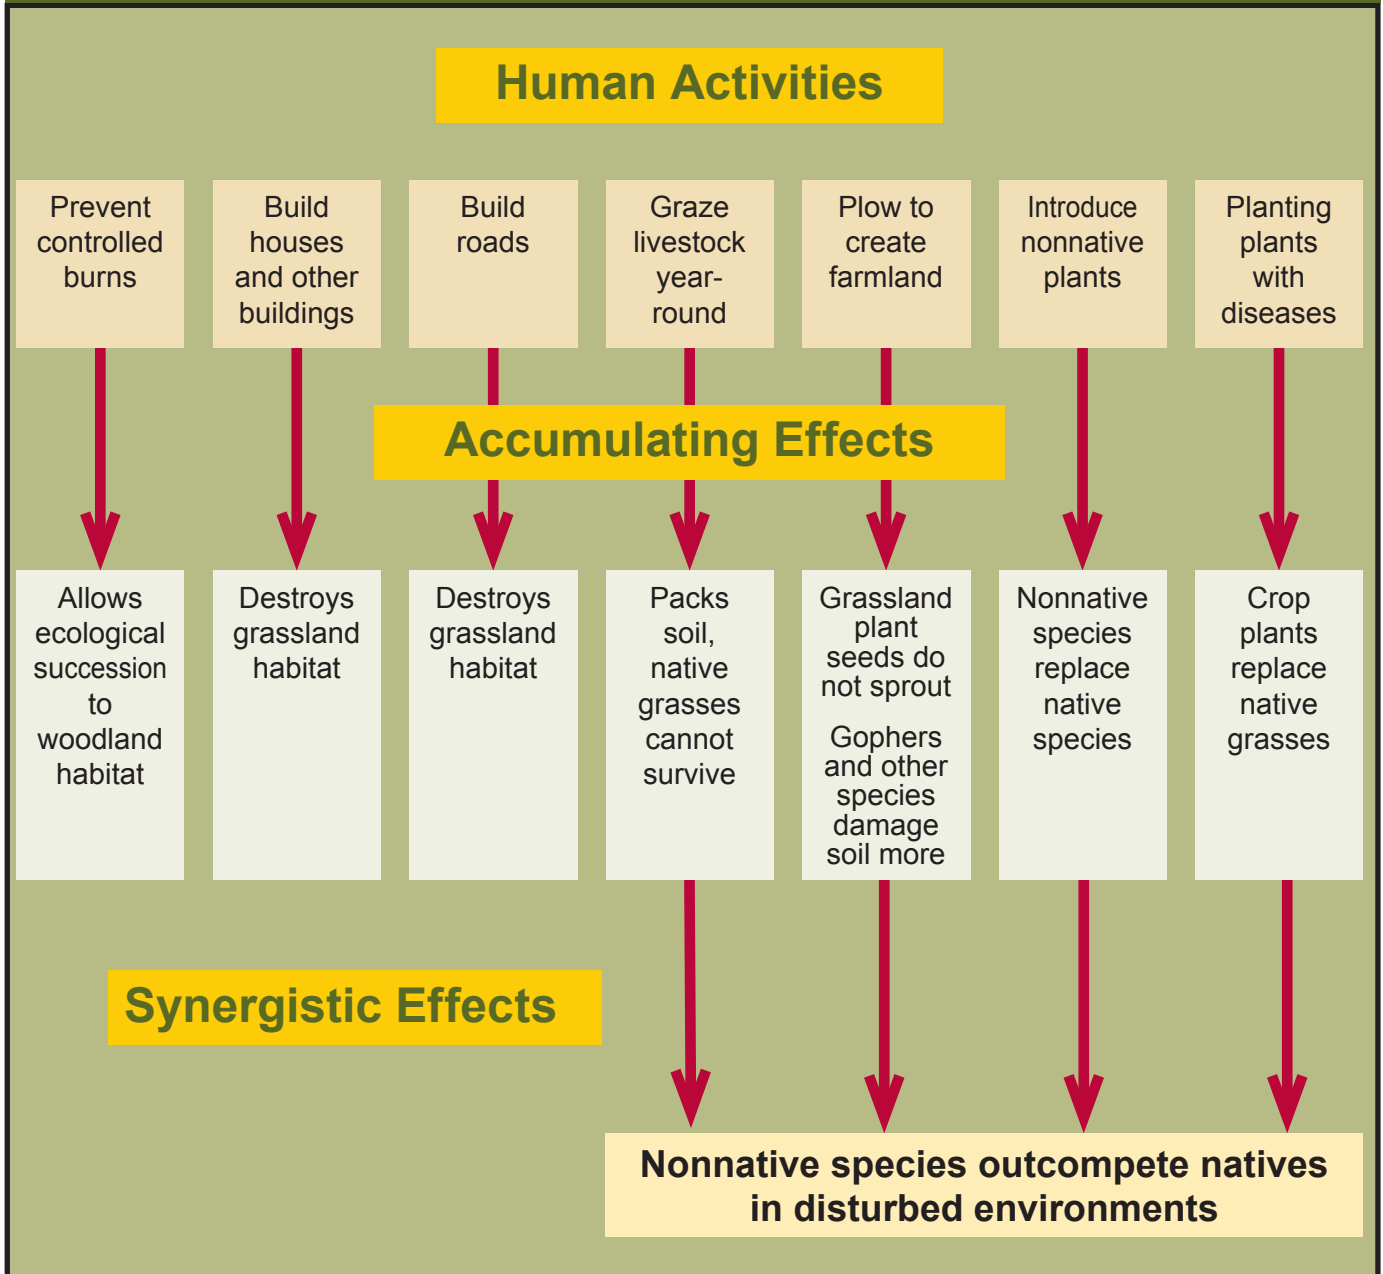 Human Activities
Prevent
controlled
burns
Build
houses
and other
buildings
Build
roads
Graze
livestock
year-
round
Plow to
create
farmland
Introduce
nonnative
plants
Planting
plants
with
diseases
Accumulating Effects
Allows
ecological
succession
to
woodland
habitat
Destroys
grassland
habitat
Destroys
grassland
habitat
Packs
soil,
native
grasses
cannot
survive
Grassland
plant
seeds do
not sprout
Gophers
and other
species
damage
soil more
Nonnative
species
replace
native
species
Crop
plants
replace
native
grasses
Synergistic Effects
Nonnative species outcompete natives
in disturbed environments